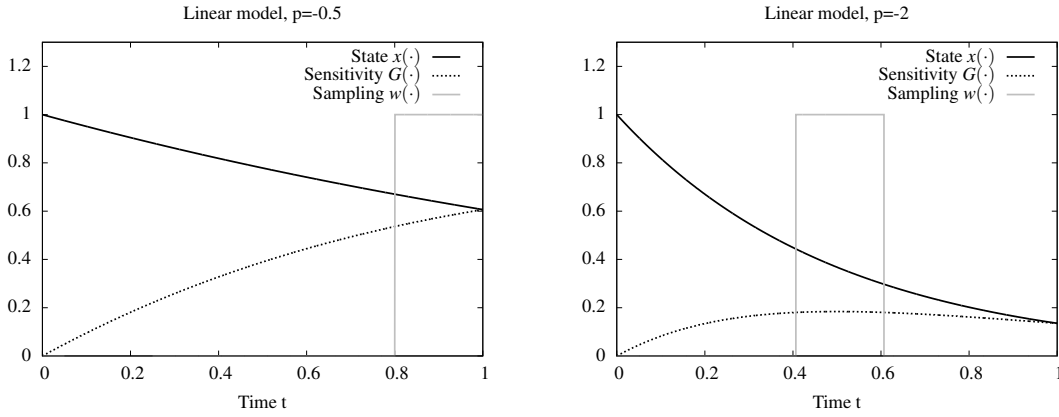 Linear model, p=-0.5
1.2
1
0.8
0.6
0.4
0.2
0
State x(·)
Sensitivity G(·)
Sampling w(·)
0 0.2 0.4 0.6 0.8 1
Time t
Linear model, p=-2
1.2
1
0.8
0.6
0.4
0.2
0
State x(·)
Sensitivity G(·)
Sampling w(·)
0 0.2 0.4 0.6 0.8 1
Time t